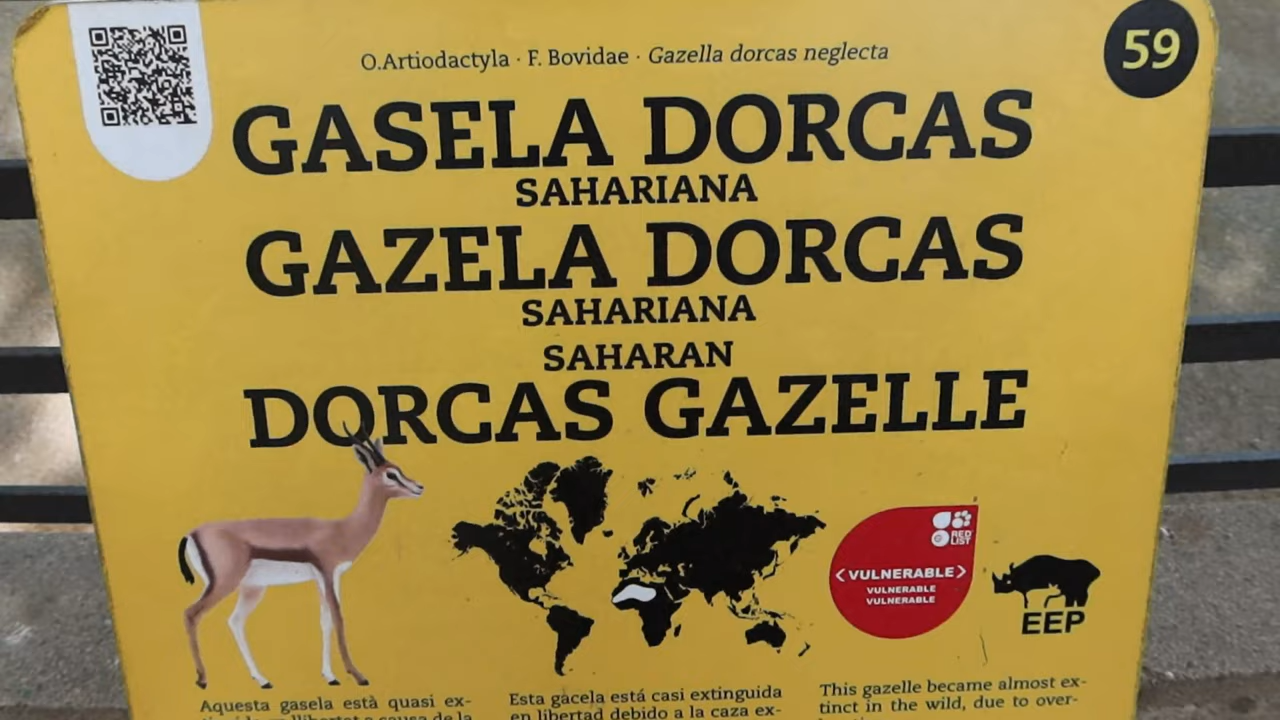 O.Artiodactyla · F. Bovidae · Gazella dorcas neglecta
59
GASELA DORCAS
SAHARIANA
GAZELA DORCAS
SAHARIANA
SAHARAN
DORCAS GAZELLE
RED
LIST
<VULNERABLE>
VULNERABLE
VULNERABLE
EEP
Aquesta gasela està quasi ex-
Esta gacela está casi extinguida
en libertad debido a la caza ex-
This gazelle became almost ex-
tinct in the wild, due to over-